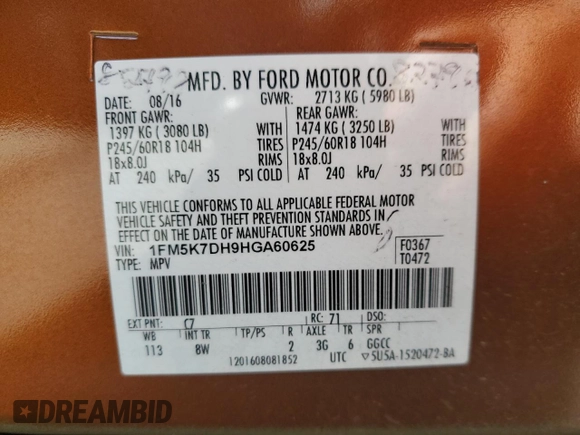 MFD. BY FORD MOTOR CO.
DATE: 08/16 GVWR: 2713 KG ( 5980 LB)
FRONT GAWR: REAR GAWR:
1397 KG ( 3080 LB) WITH 1474 KG ( 3250 LB) WITH
P245/60R18 104H TIRES P245/60R18 104H TIRES
18x8.0J RIMS 18x8.0J RIMS
AT 240 kPa/ 35 PSI COLD AT 240 kPa/ 35 PSI COLD
THIS VEHICLE CONFORMS TO ALL APPLICABLE FEDERAL MOTOR
VEHICLE SAFETY AND THEFT PREVENTION STANDARDS IN
EFFECT ON THE DATE OF MANUFACTURE SHOWN ABOVE.
VIN: 1FM5K7DH9HGA60625 F0367
TYPE: MPV T0472
EXT PNT: C7 RC: 71 DSO:
WB INT TR TP/PS R AXLE TR SPR
113 8W 2 3G 6 GGCC
1201608081852 UTC ▽5U5A-1520472-BA
DREAMBID